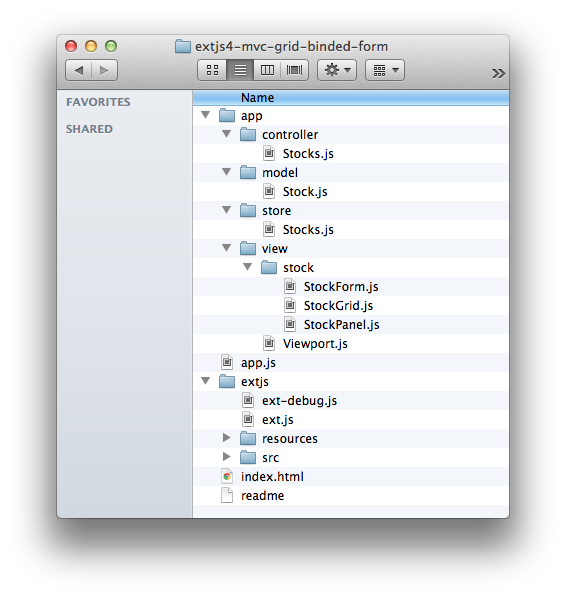 extjs4-mvc-grid-binded-form
FAVORITES
SHARED
Name
app
controller
Stocks.js
model
Stock.js
store
Stocks.js
view
stock
StockForm.js
StockGrid.js
StockPanel.js
Viewport.js
app.js
extjs
ext-debug.js
ext.js
resources
src
index.html
readme